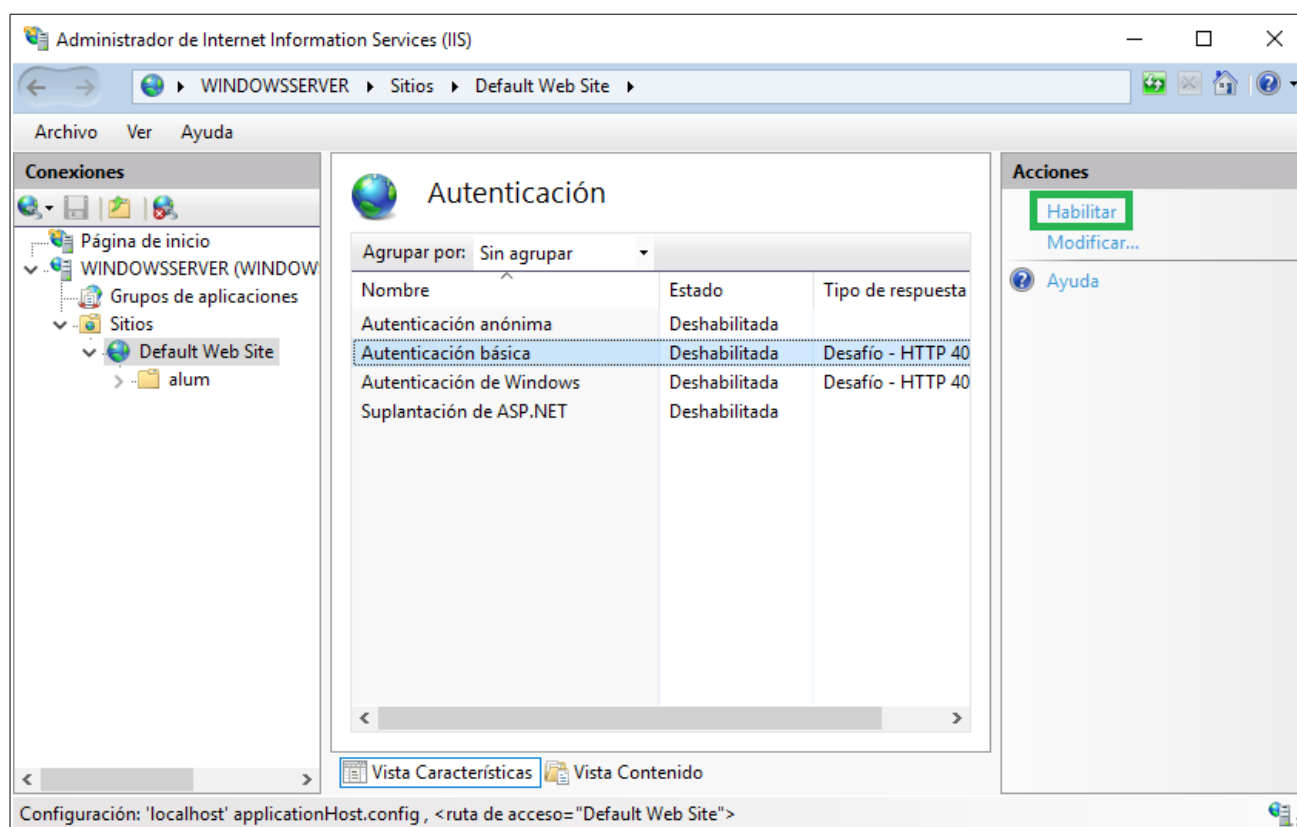 Administrador de Internet Information Services (IIS)
WINDOWSSERVER Sitios Default Web Site
Archivo Ver Ayuda
Conexiones
Página de inicio
WINDOWSSERVER (WINDOW
Grupos de aplicaciones
Sitios
Default Web Site
alum
Autenticación
Agrupar por: Sin agrupar
Nombre Estado Tipo de respuesta
Autenticación anónima Deshabilitada
Autenticación básica Deshabilitada Desafío - HTTP 40
Autenticación de Windows Deshabilitada Desafío - HTTP 40
Suplantación de ASP.NET Deshabilitada
Vista Características Vista Contenido
Acciones
Habilitar
Modificar...
Ayuda
Configuración: 'localhost' applicationHost.config , <ruta de acceso="Default Web Site">